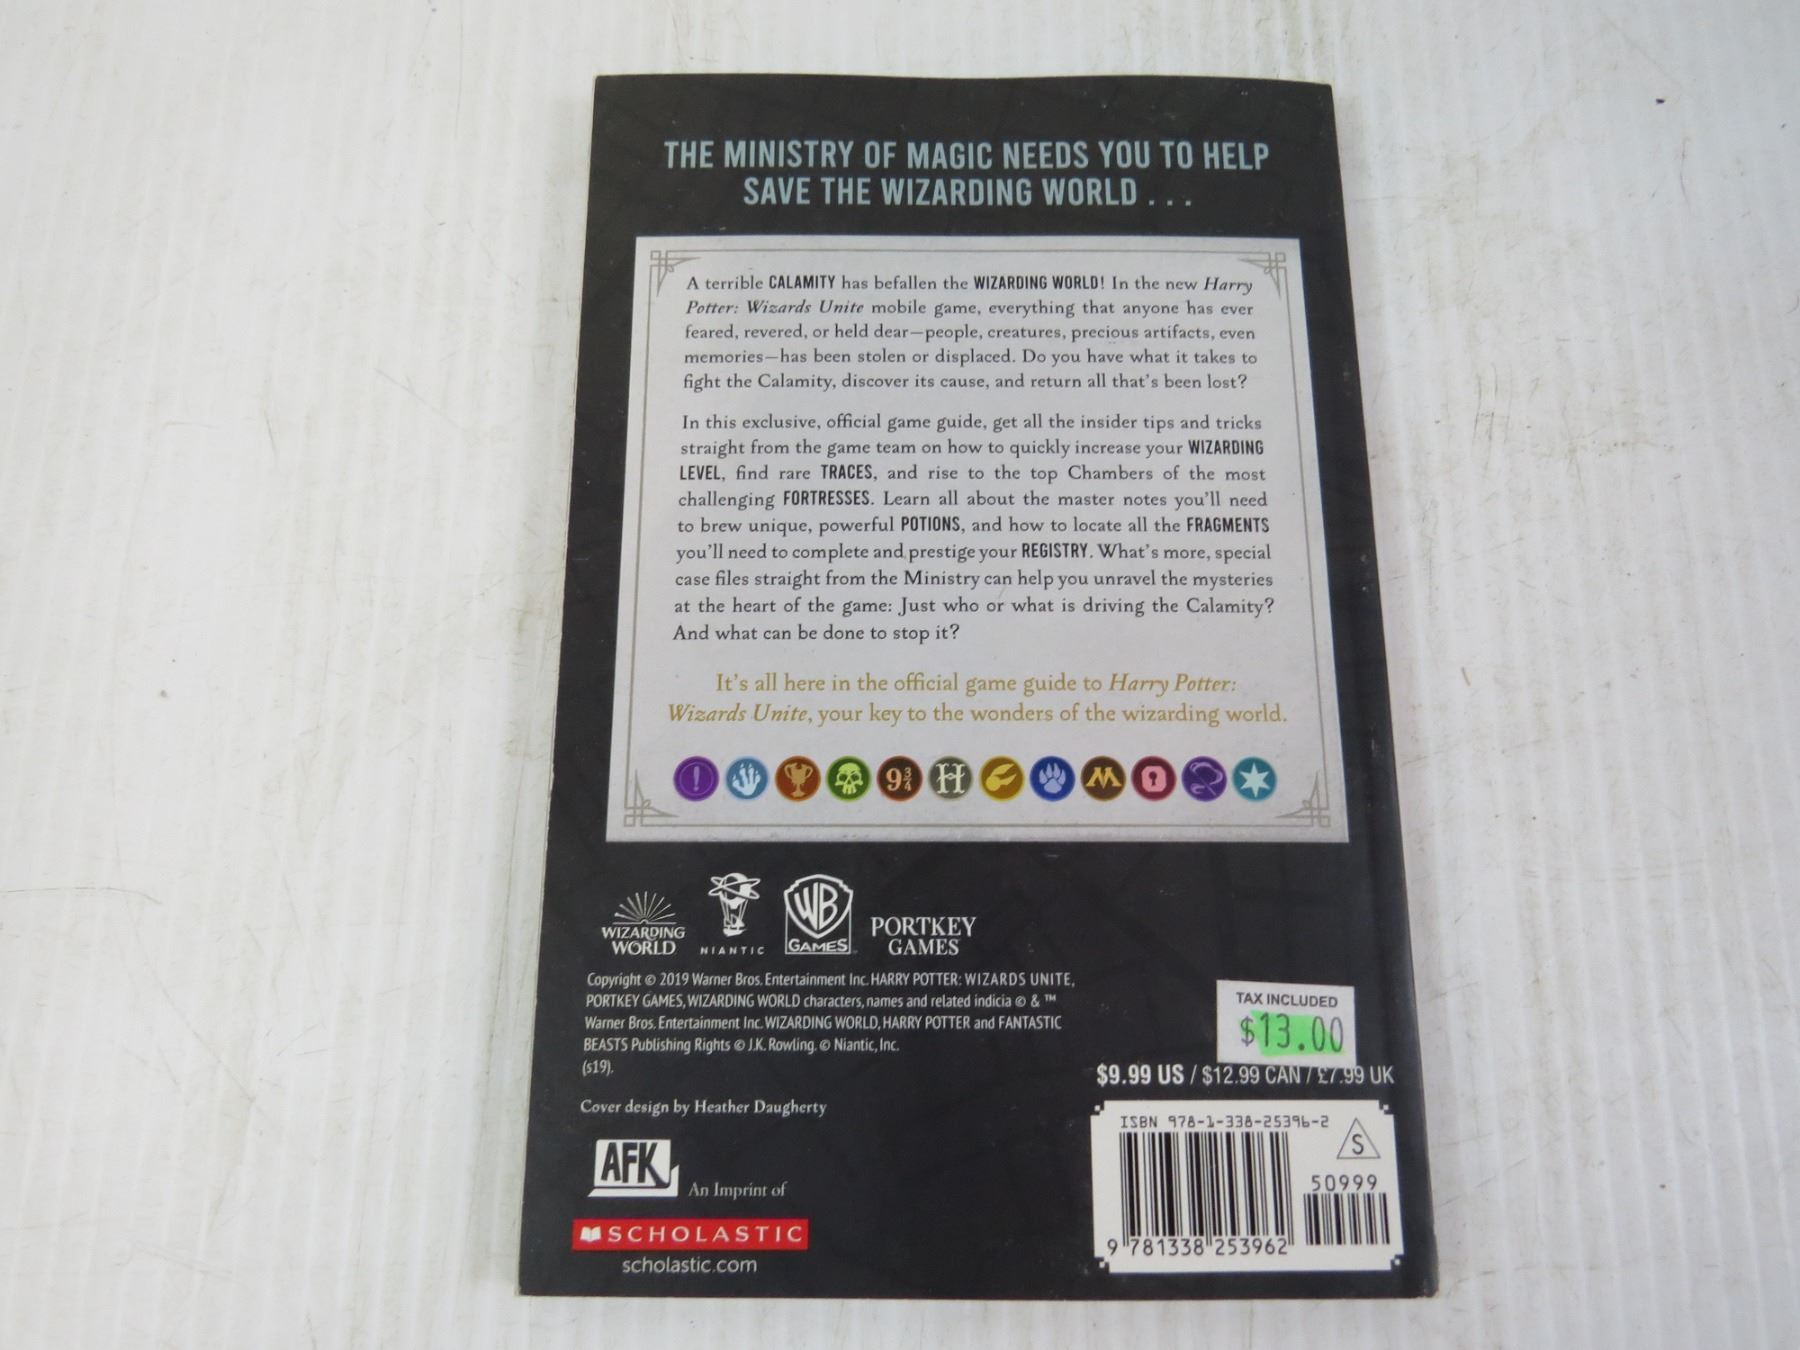 THE MINISTRY OF MAGIC NEEDS YOU TO HELP
SAVE THE WIZARDING WORLD . . .
A terrible CALAMITY has befallen the WIZARDING WORLD! In the new Harry
Potter: Wizards Unite mobile game, everything that anyone has ever
feared, revered, or held dear—people, creatures, precious artifacts, even
memories—has been stolen or displaced. Do you have what it takes to
fight the Calamity, discover its cause, and return all that's been lost?
In this exclusive, official game guide, get all the insider tips and tricks
straight from the game team on how to quickly increase your WIZARDING
LEVEL, find rare TRACES, and rise to the top Chambers of the most
challenging FORTRESSES. Learn all about the master notes you'll need
to brew unique, powerful POTIONS, and how to locate all the FRAGMENTS
you'll need to complete and prestige your REGISTRY. What's more, special
case files straight from the Ministry can help you unravel the mysteries
at the heart of the game: Just who or what is driving the Calamity?
And what can be done to stop it?
It's all here in the official game guide to Harry Potter:
Wizards Unite, your key to the wonders of the wizarding world.
! 9¾ H M
WIZARDING
WORLD
NIANTIC
WB
GAMES
PORTKEY
GAMES
Copyright © 2019 Warner Bros. Entertainment Inc. HARRY POTTER: WIZARDS UNITE,
PORTKEY GAMES, WIZARDING WORLD characters, names and related indicia © & ™
Warner Bros. Entertainment Inc. WIZARDING WORLD, HARRY POTTER and FANTASTIC
BEASTS Publishing Rights © J.K. Rowling. © Niantic, Inc.
(s19).
Cover design by Heather Daugherty
AFK
An Imprint of
SCHOLASTIC
scholastic.com
TAX INCLUDED
$13.00
$9.99 US / $12.99 CAN / £7.99 UK
ISBN 978-1-338-25396-2
S
50999
9 781338 253962